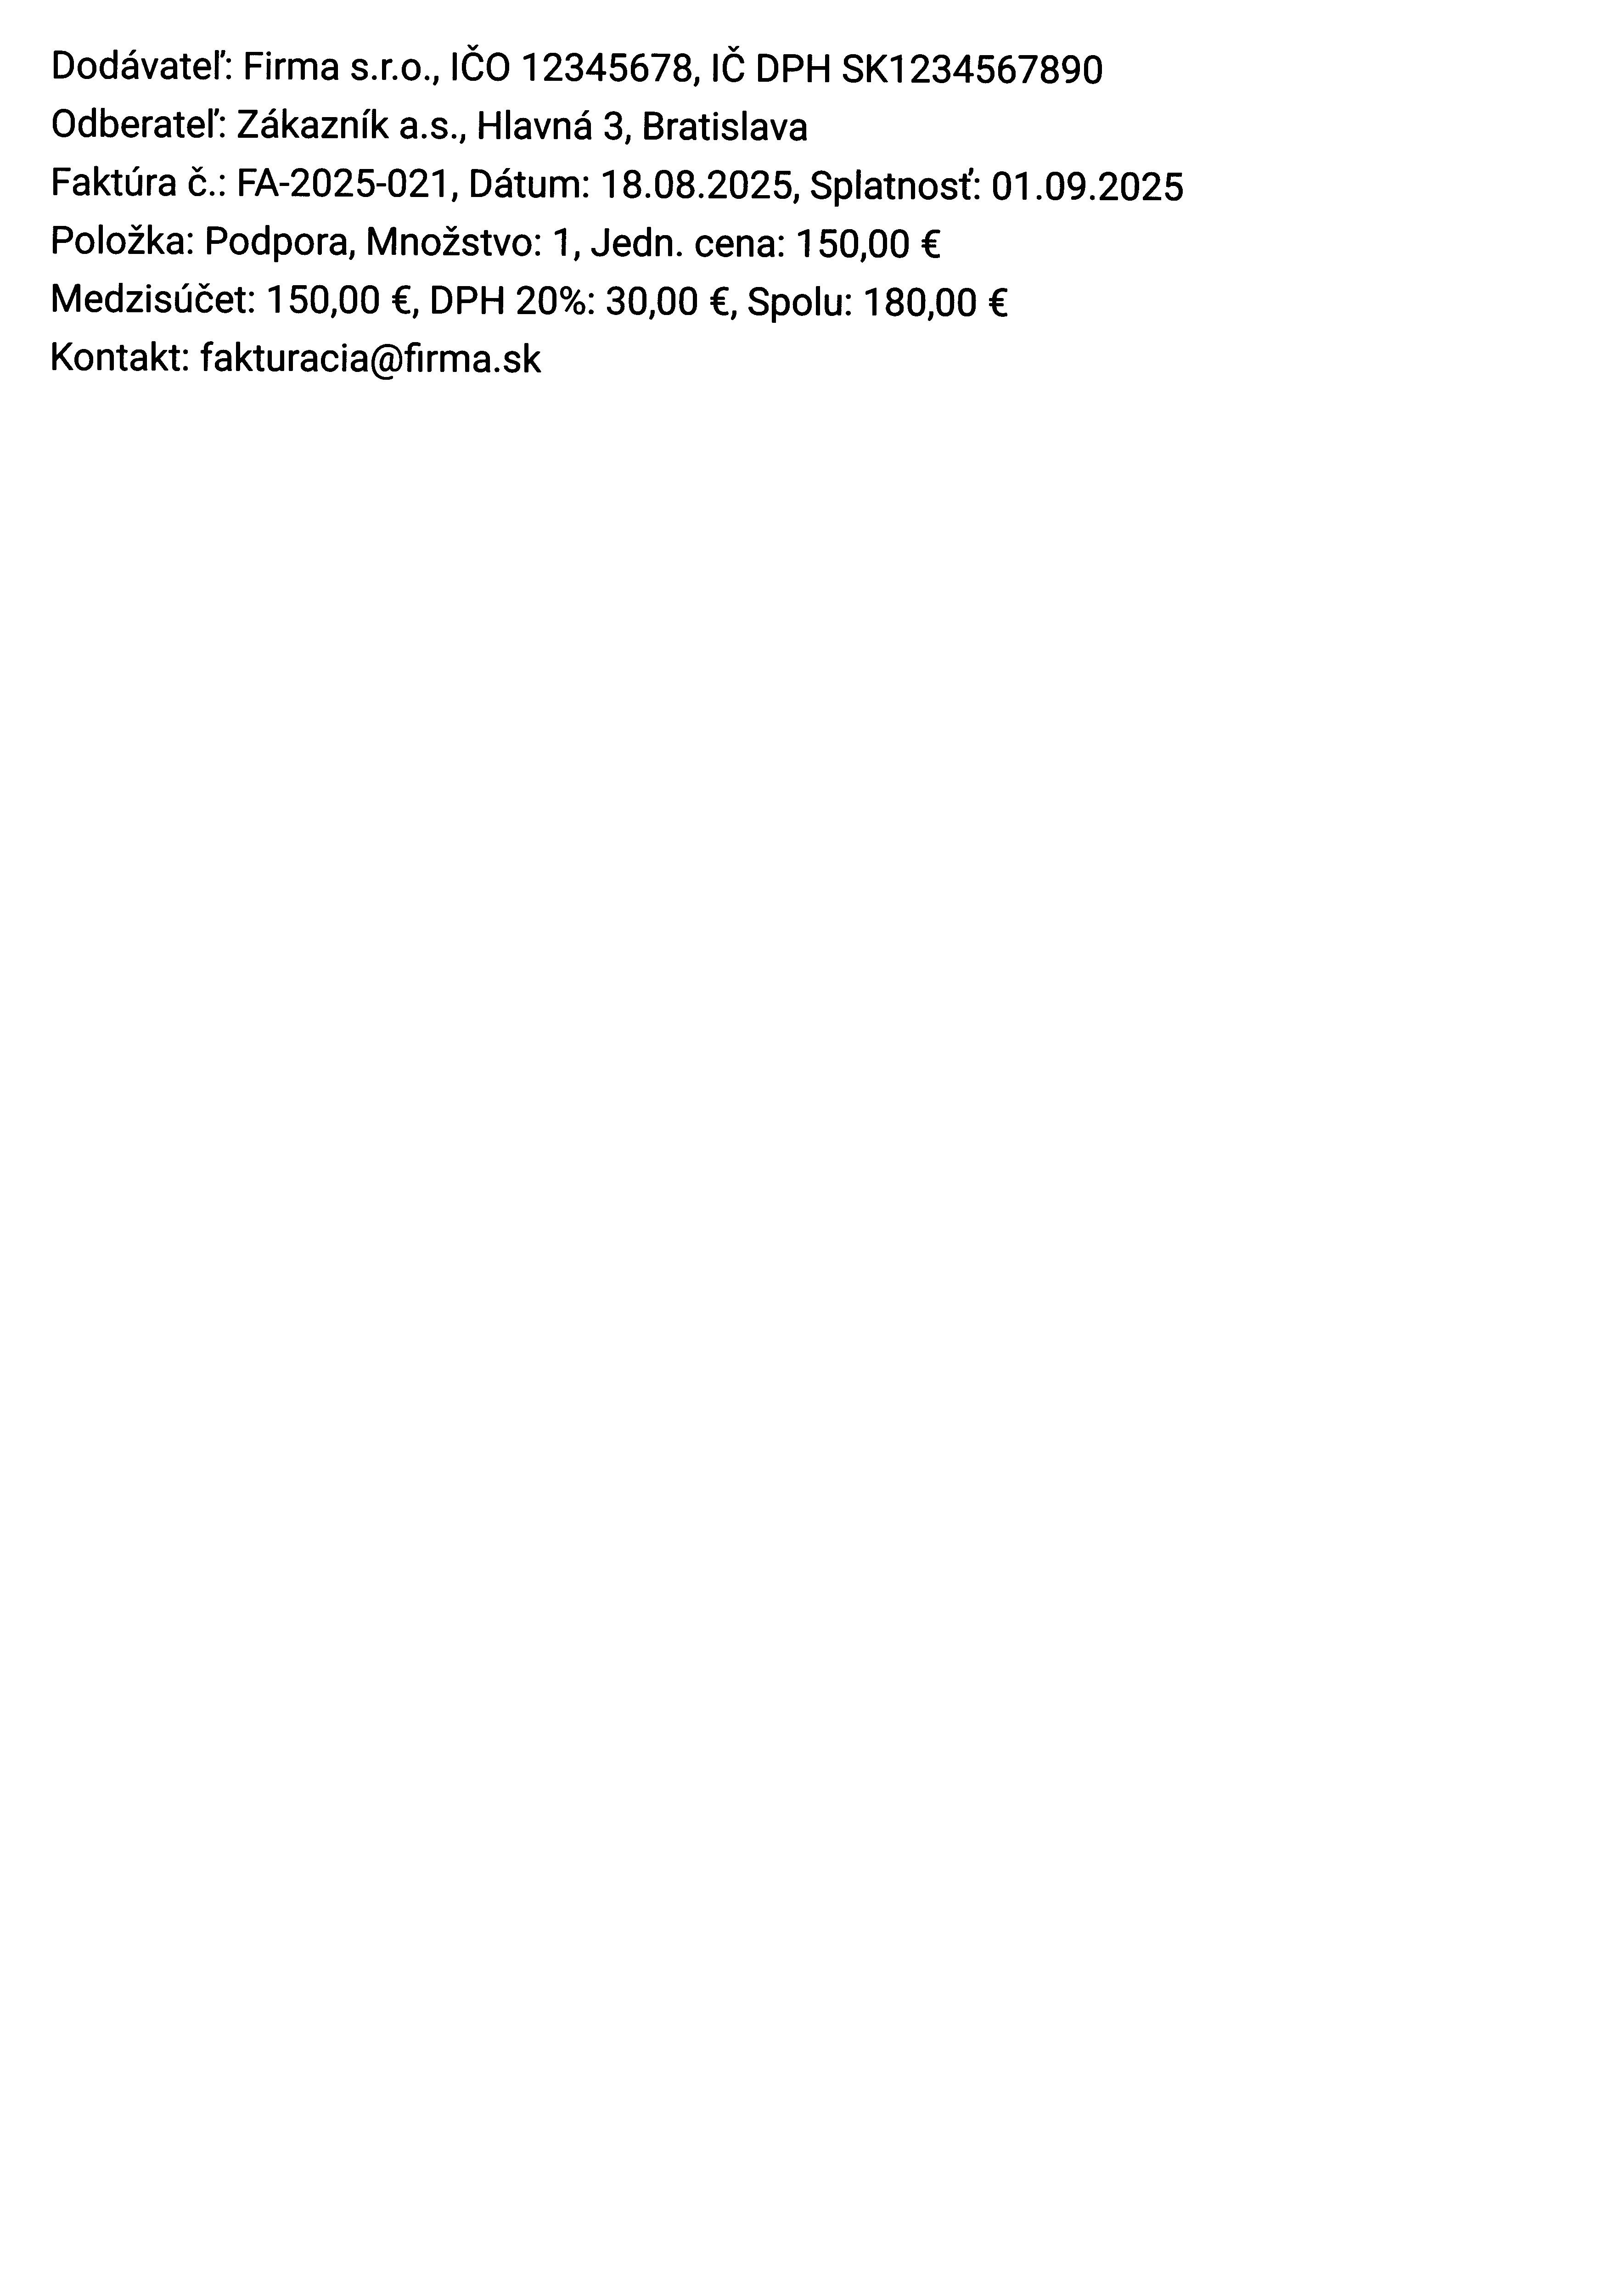 Dodávateľ: Firma s.r.o., IČO 12345678, IČ DPH SK1234567890
Odberateľ: Zákazník a.s., Hlavná 3, Bratislava
Faktúra č.: FA-2025-021, Dátum: 18.08.2025, Splatnosť: 01.09.2025
Položka: Podpora, Množstvo: 1, Jedn. cena: 150,00 €
Medzisúčet: 150,00 €, DPH 20%: 30,00 €, Spolu: 180,00 €
Kontakt: fakturacia@firma.sk